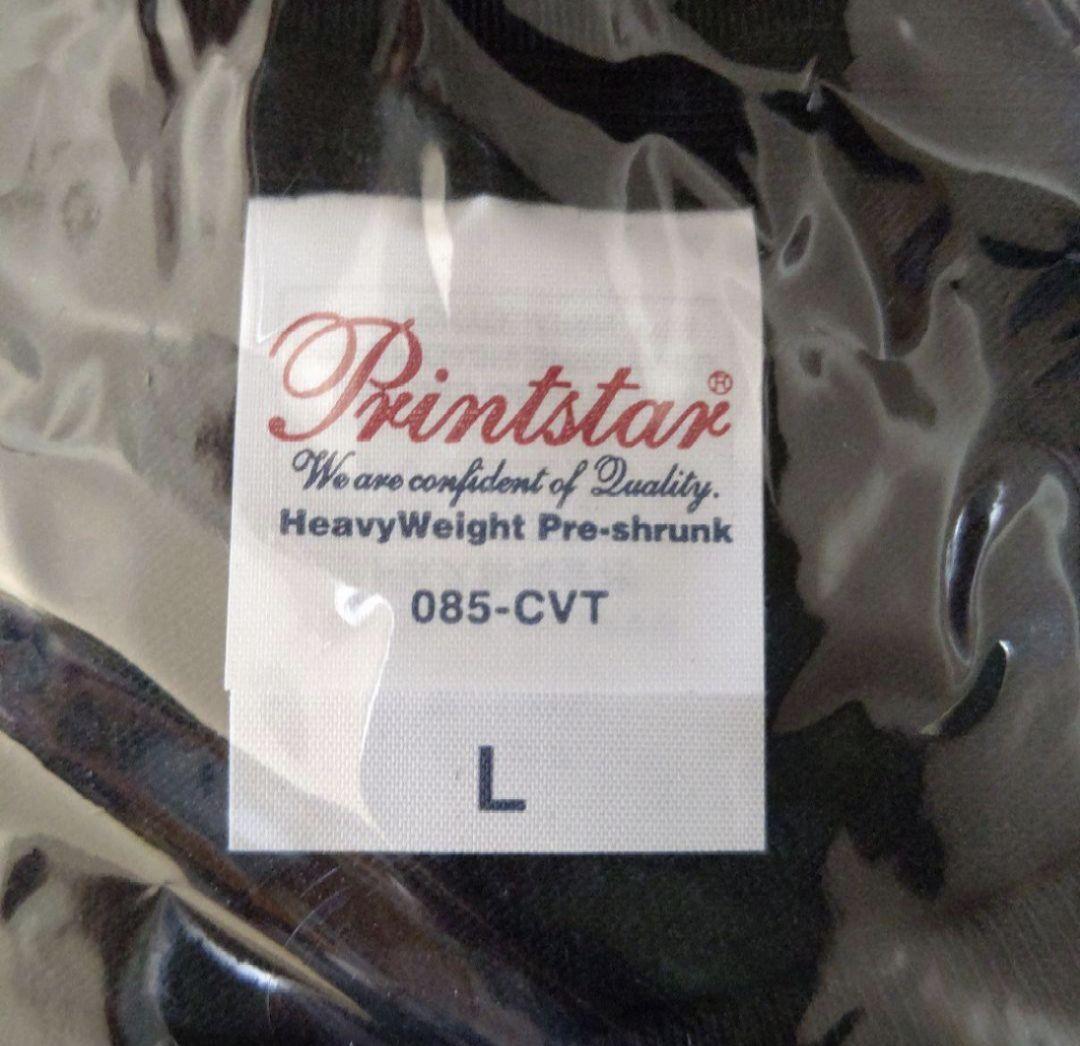 Printstar®
We are confident of Quality.
HeavyWeight Pre-shrunk
085-CVT
L